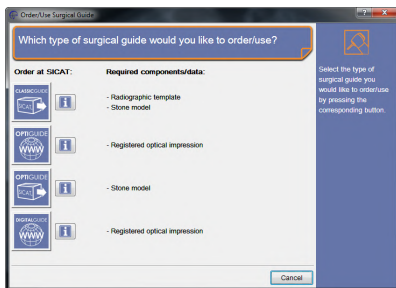 Order/Use Surgical Guide
Which type of surgical guide would you like to order/use?
Order at SICAT:
Required components/data:
CLASSICGUIDE
SICAT
i
- Radiographic template
- Stone model
OPTIGUIDE
WWW
i
- Registered optical impression
OPTIGUIDE
SICAT
i
- Stone model
DIGITALGUIDE
WWW
i
- Registered optical impression
Cancel
Select the type of
surgical guide you
would like to order/use
by pressing the
corresponding button.